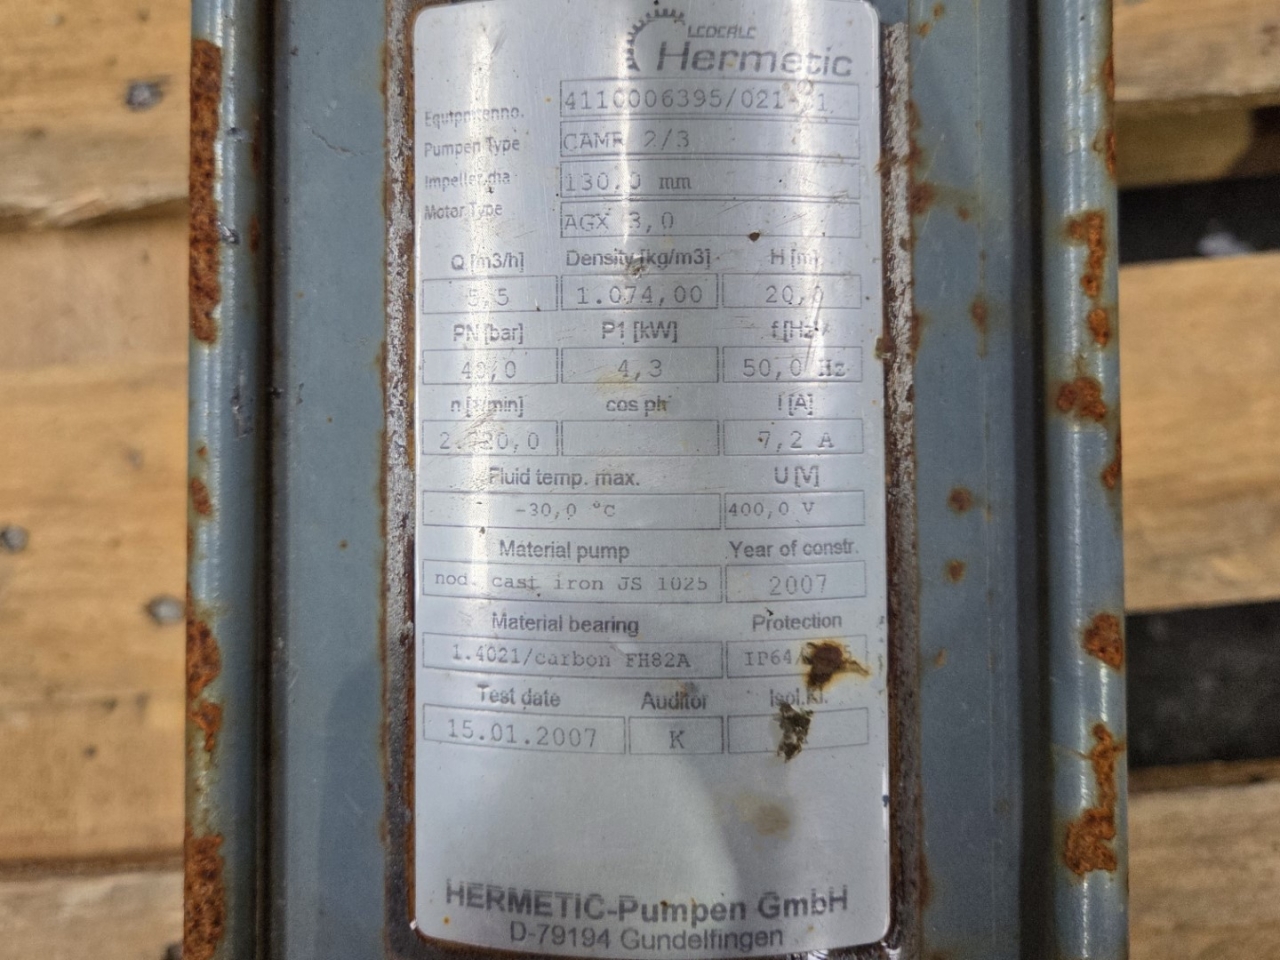 LEDERLE
Hermetic
Equipmentno. 4110006395/021
Pumpen Type CAMR 2/3
Impeller dia 130,0 mm
Motor Type AGX 3,0
Q [m3/h] Density [kg/m3] H [m]
5,5 1.074,00 20,0
PN [bar] P1 [kW] f [Hz]
40,0 4,3 50,0 Hz
n [1/min] cos phi I [A]
7,2 A
Fluid temp. max. U [V]
-30,0 °C 400,0 V
Material pump Year of constr.
nod. cast iron JS 1025 2007
Material bearing Protection
1.4021/carbon FH82A IP64/
Test date Auditor Isol.Kl.
15.01.2007 K
HERMETIC-Pumpen GmbH
D-79194 Gundelfingen